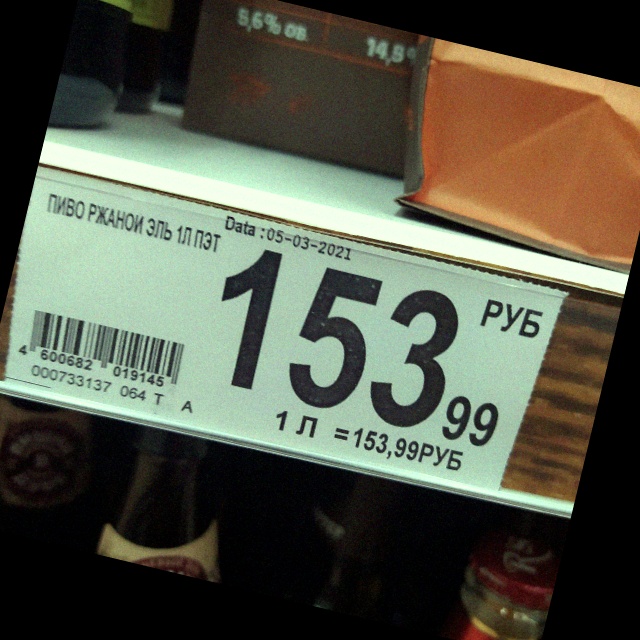 5,6% об
14,8°
ПИВО РЖАНОЙ ЭЛЬ 1Л ПЭТ
Data :05-03-2021
153 99
РУБ
4 600682 019145
000733137 064 Т А
1 Л =153,99РУБ